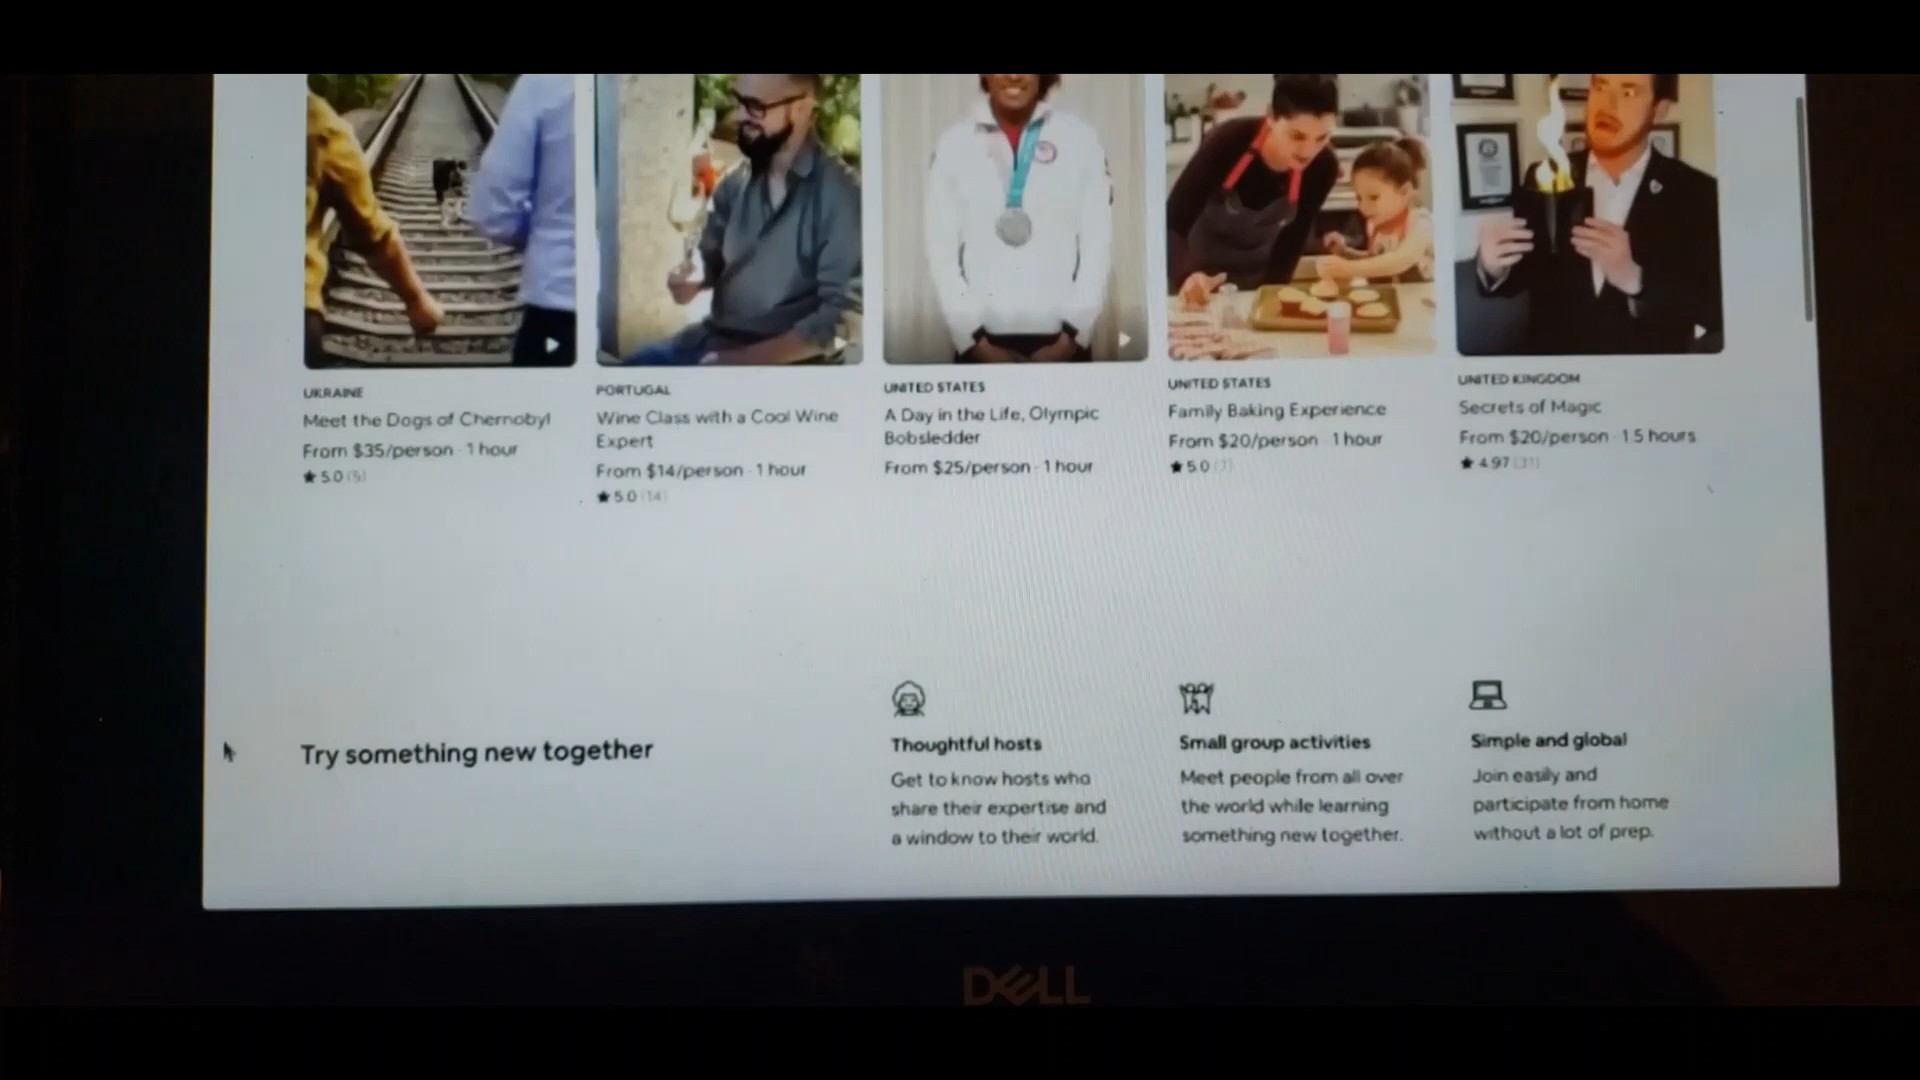 UKRAINE
Meet the Dogs of Chernobyl
From $35/person · 1 hour
★ 5.0 (5)
PORTUGAL
Wine Class with a Cool Wine
Expert
From $14/person · 1 hour
★ 5.0 (14)
UNITED STATES
A Day in the Life, Olympic
Bobsledder
From $25/person · 1 hour
UNITED STATES
Family Baking Experience
From $20/person · 1 hour
★ 5.0 (7)
UNITED KINGDOM
Secrets of Magic
From $20/person · 1.5 hours
★ 4.97 (31)
Try something new together
Thoughtful hosts
Get to know hosts who
share their expertise and
a window to their world.
Small group activities
Meet people from all over
the world while learning
something new together.
Simple and global
Join easily and
participate from home
without a lot of prep.
DELL